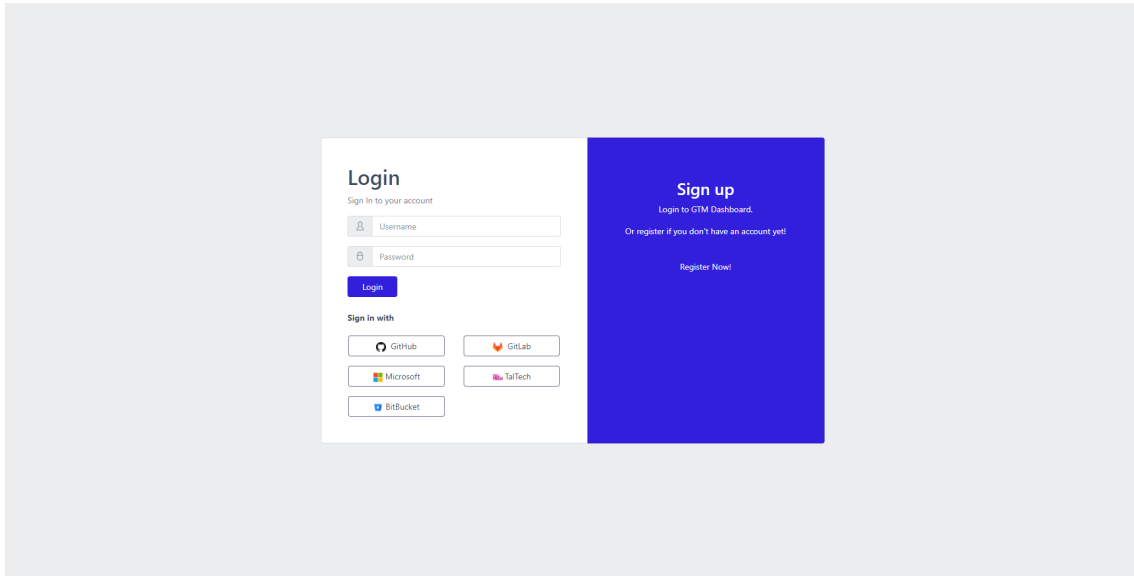 Login
Sign In to your account
Username
Password
Login
Sign in with
GitHub
GitLab
Microsoft
TalTech
BitBucket
Sign up
Login to GTM Dashboard.
Or register if you don't have an account yet!
Register Now!